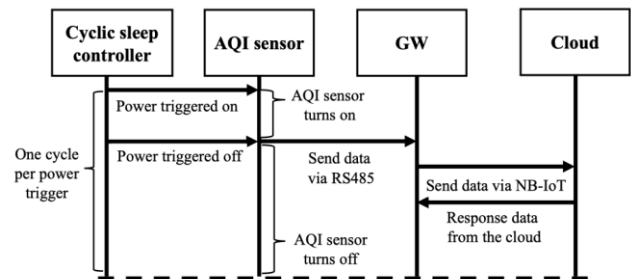 Cyclic sleep
controller
AQI sensor
GW
Cloud
Power triggered on
AQI sensor
turns on
One cycle
per power
trigger
Power triggered off
Send data
via RS485
Send data via NB-IoT
Response data
from the cloud
AQI sensor
turns off